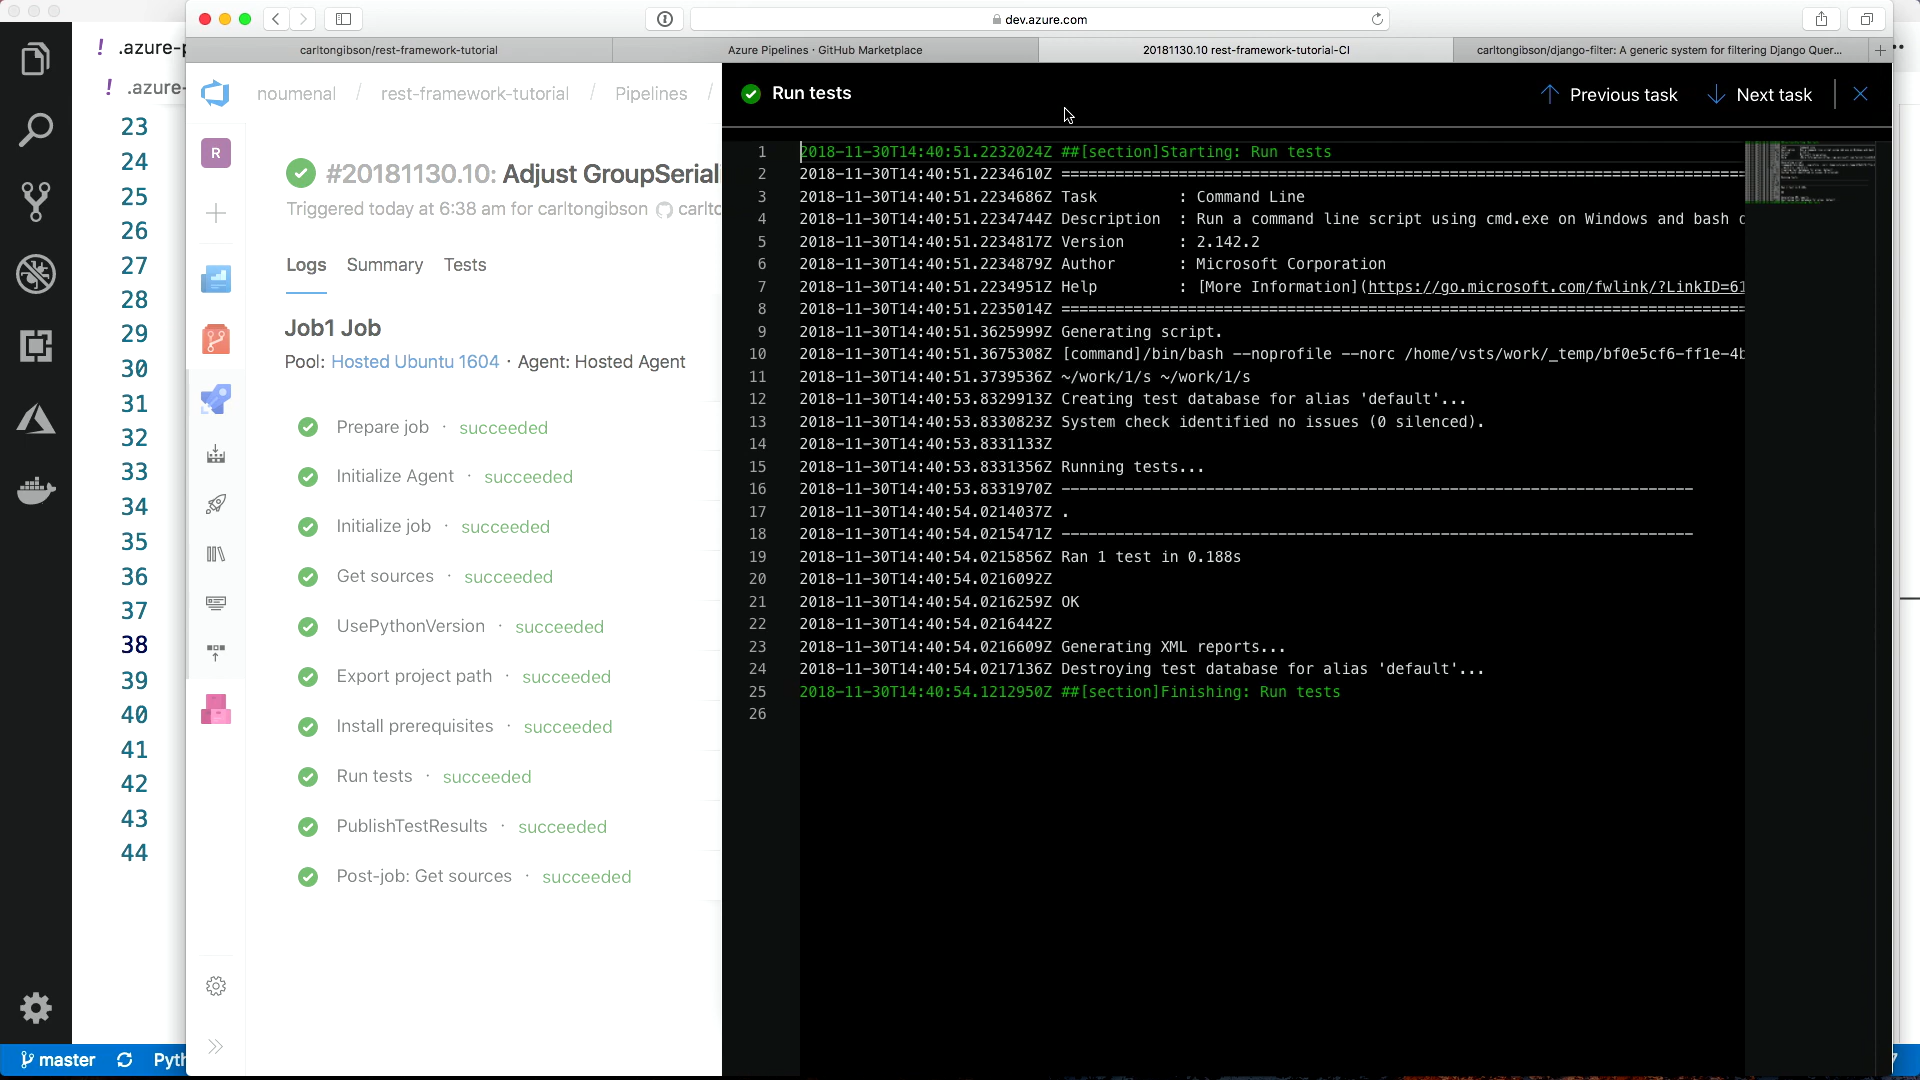 dev.azure.com
carltongibson/rest-framework-tutorial
Azure Pipelines · GitHub Marketplace
20181130.10 rest-framework-tutorial-CI
carltongibson/django-filter: A generic system for filtering Django Quer...
! .azure-p
! .azure-
23
24
25
26
27
28
29
30
31
32
33
34
35
36
37
38
39
40
41
42
43
44
master
Pyth
noumenal / rest-framework-tutorial / Pipelines /
R
#20181130.10: Adjust GroupSerial
Triggered today at 6:38 am for carltongibson carltc
Logs Summary Tests
Job1 Job
Pool: Hosted Ubuntu 1604 · Agent: Hosted Agent
Prepare job · succeeded
Initialize Agent · succeeded
Initialize job · succeeded
Get sources · succeeded
UsePythonVersion · succeeded
Export project path · succeeded
Install prerequisites · succeeded
Run tests · succeeded
PublishTestResults · succeeded
Post-job: Get sources · succeeded
Run tests
Previous task Next task
1 2018-11-30T14:40:51.2232024Z ##[section]Starting: Run tests
2 2018-11-30T14:40:51.2234610Z ==============================================================================
3 2018-11-30T14:40:51.2234686Z Task : Command Line
4 2018-11-30T14:40:51.2234744Z Description : Run a command line script using cmd.exe on Windows and bash o
5 2018-11-30T14:40:51.2234817Z Version : 2.142.2
6 2018-11-30T14:40:51.2234879Z Author : Microsoft Corporation
7 2018-11-30T14:40:51.2234951Z Help : [More Information](https://go.microsoft.com/fwlink/?LinkID=61
8 2018-11-30T14:40:51.2235014Z ==============================================================================
9 2018-11-30T14:40:51.3625999Z Generating script.
10 2018-11-30T14:40:51.3675308Z [command]/bin/bash --noprofile --norc /home/vsts/work/_temp/bf0e5cf6-ff1e-4b
11 2018-11-30T14:40:51.3739536Z ~/work/1/s ~/work/1/s
12 2018-11-30T14:40:53.8329913Z Creating test database for alias 'default'...
13 2018-11-30T14:40:53.8330823Z System check identified no issues (0 silenced).
14 2018-11-30T14:40:53.8331133Z
15 2018-11-30T14:40:53.8331356Z Running tests...
16 2018-11-30T14:40:53.8331970Z ----------------------------------------------------------------------
17 2018-11-30T14:40:54.0214037Z .
18 2018-11-30T14:40:54.0215471Z ----------------------------------------------------------------------
19 2018-11-30T14:40:54.0215856Z Ran 1 test in 0.188s
20 2018-11-30T14:40:54.0216092Z
21 2018-11-30T14:40:54.0216259Z OK
22 2018-11-30T14:40:54.0216442Z
23 2018-11-30T14:40:54.0216609Z Generating XML reports...
24 2018-11-30T14:40:54.0217136Z Destroying test database for alias 'default'...
25 2018-11-30T14:40:54.1212950Z ##[section]Finishing: Run tests
26